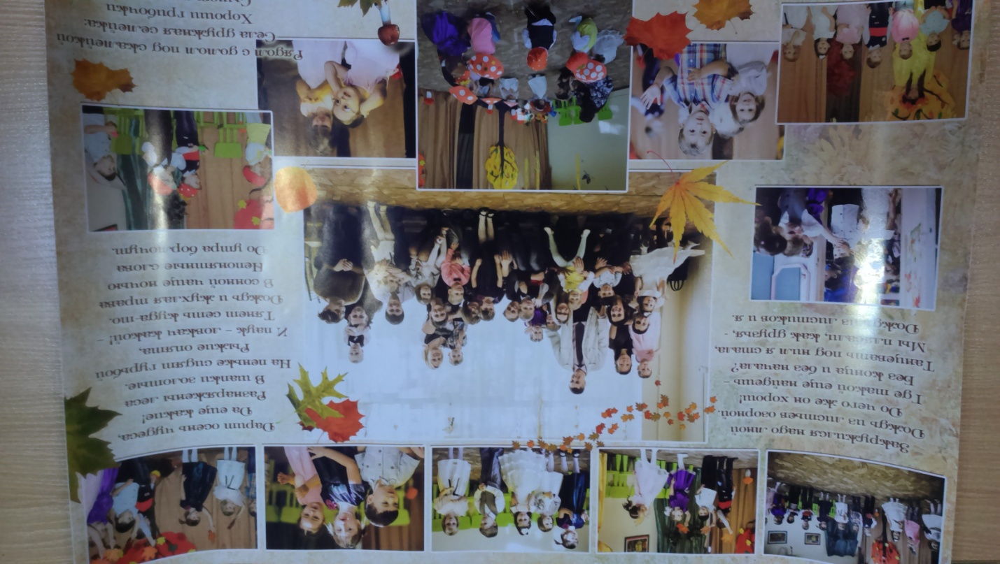 Закружился надо мной
Дождь из листьев озорной.
До чего же он хорош!
Где такой еще найдешь –
Без конца и без начала?
Танцевать под ним я стала,
Мы плясали, как друзья, -
Дождь из листиков и я.
Дарит осень чудеса,
Да еще какие!
Разнаряжены леса
В шапки золотые.
На пеньке сидят гурьбой
Рыжие опята,
И паук – ловкач какой! –
Тянет сеть куда-то.
Дождь и жухлая трава
В сонной чаще ночью
Непонятные слова
До утра бормочут.
Рядом с домом под скамейкой
Села дружная семейка:
Хороши грибочки